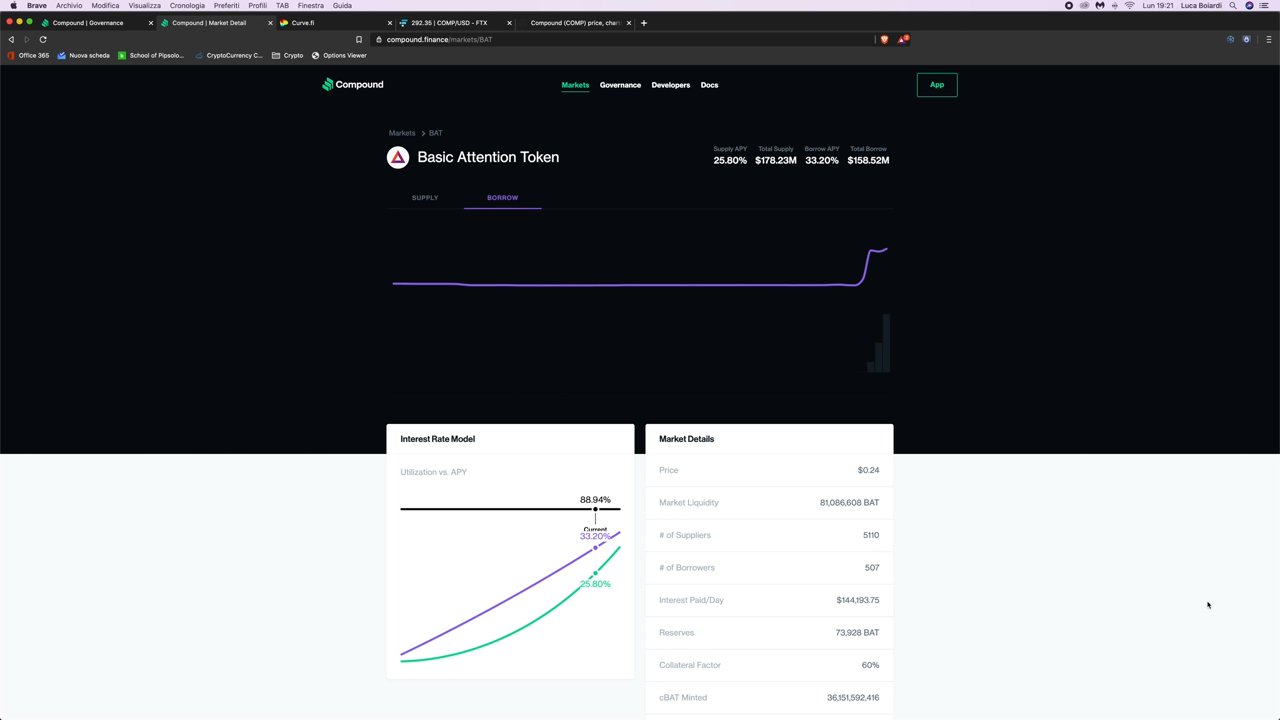 Brave Archivio Modifica Visualizza Cronologia Preferiti Profili TAB Finestra Guida Lun 19:21 Luca Boiardi
Compound | Governance Compound | Market Detail Curve.fi 292.35 | COMP/USD - FTX Compound (COMP) price, char
compound.finance/markets/BAT
Office 365 Nuova scheda School of Pipsolo... CryptoCurrency C... Crypto Options Viewer
Compound Markets Governance Developers Docs App
Markets > BAT
Basic Attention Token
Supply APY Total Supply Borrow APY Total Borrow
25.80% $178.23M 33.20% $158.52M
SUPPLY BORROW
Interest Rate Model
Utilization vs. APY
88.94%
Current
33.20%
25.80%
Market Details
Price $0.24
Market Liquidity 81,086,608 BAT
# of Suppliers 5110
# of Borrowers 507
Interest Paid/Day $144,193.75
Reserves 73,928 BAT
Collateral Factor 60%
cBAT Minted 36,151,592,416